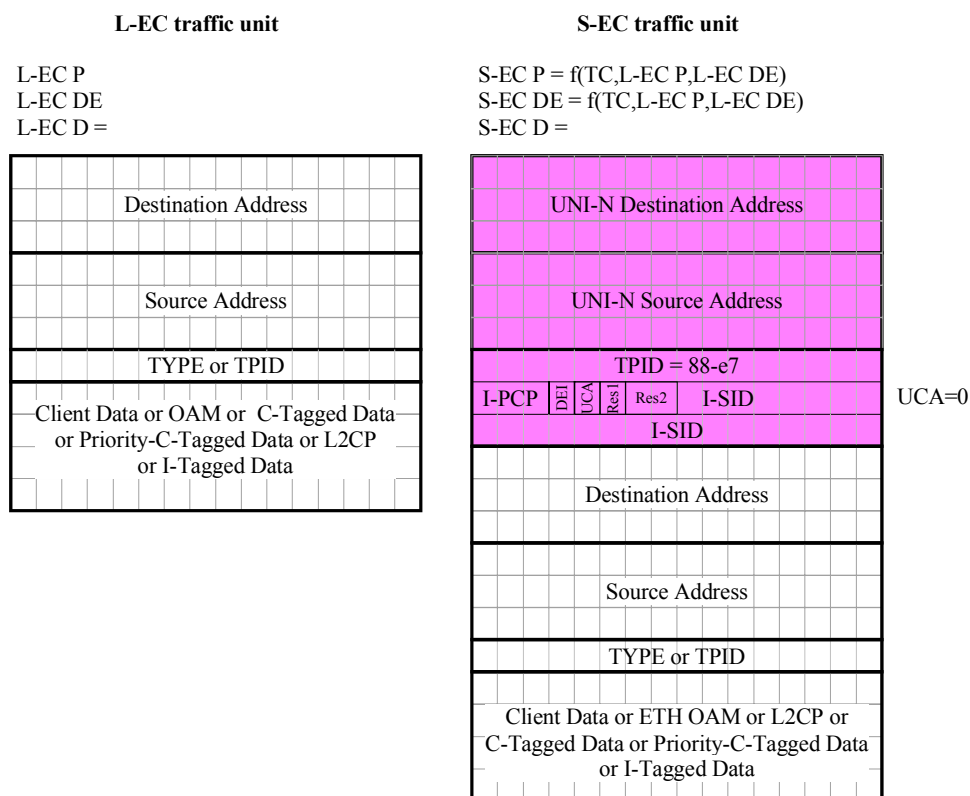 L-EC traffic unit
L-EC P
L-EC DE
L-EC D =
Destination Address
Source Address
TYPE or TPID
Client Data or OAM or C-Tagged Data
or Priority-C-Tagged Data or L2CP
or I-Tagged Data
S-EC traffic unit
S-EC P = f(TC,L-EC P,L-EC DE)
S-EC DE = f(TC,L-EC P,L-EC DE)
S-EC D =
UNI-N Destination Address
UNI-N Source Address
TPID = 88-e7
I-PCP DEI UCA Res1 Res2 I-SID
UCA=0
I-SID
Destination Address
Source Address
TYPE or TPID
Client Data or ETH OAM or L2CP or
C-Tagged Data or Priority-C-Tagged Data
or I-Tagged Data